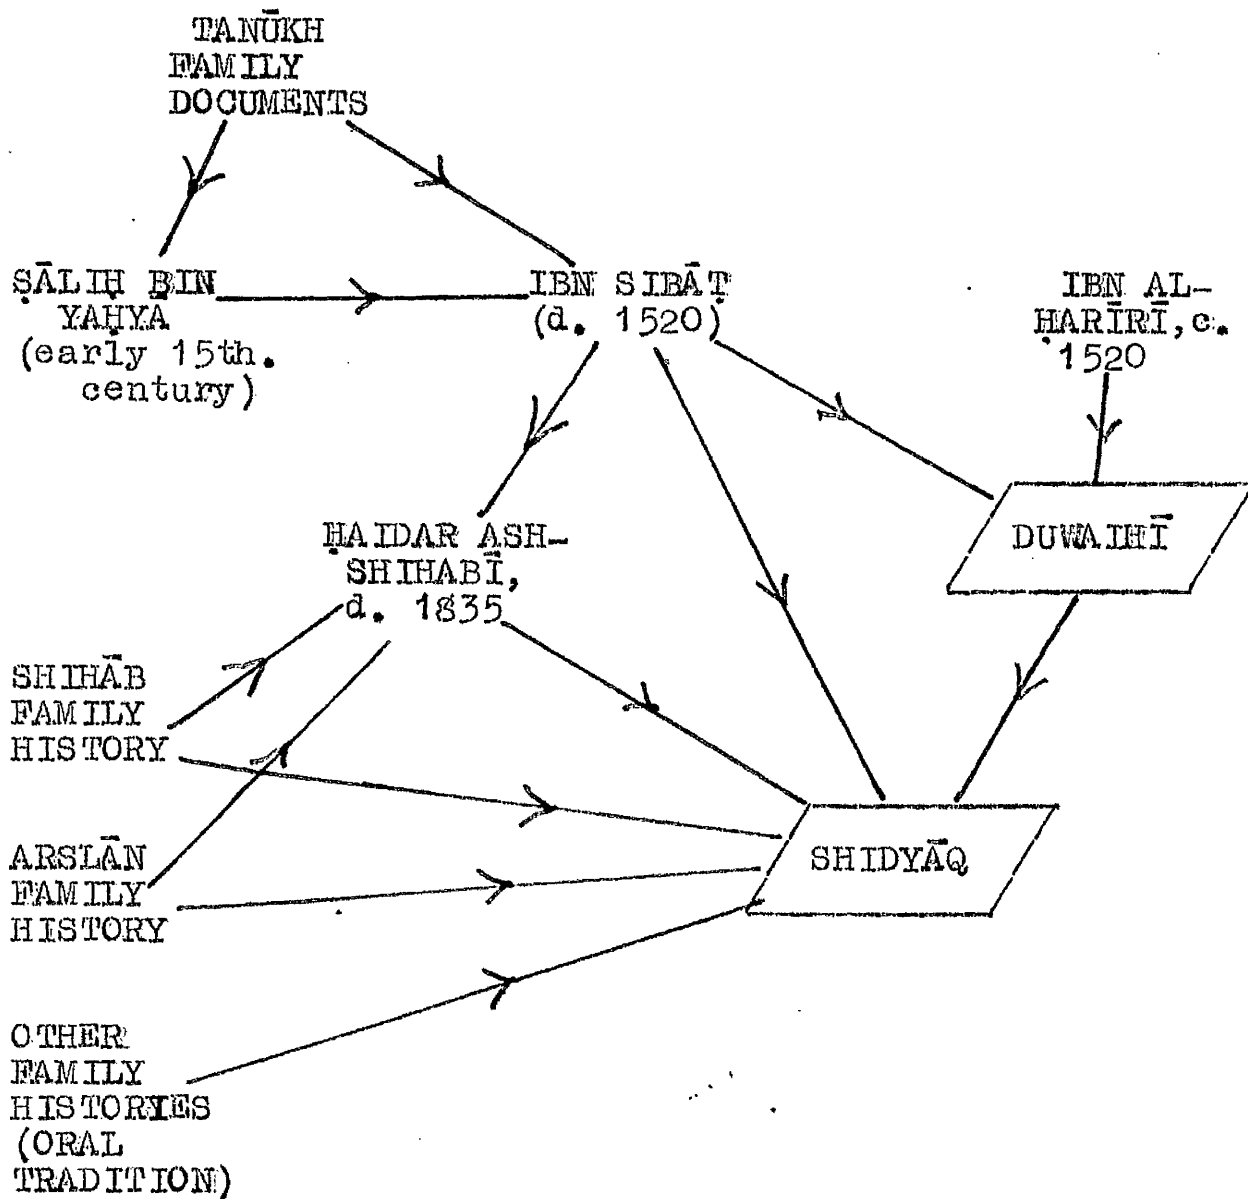 TANŪKH
FAMILY
DOCUMENTS
ṢĀLIḤ BIN
YAḤYĀ
(early 15th.
century)
IBN SIBĀṬ
(d. 1520)
IBN AL-
ḤARĪRĪ, c.
1520
DUWAIHĪ
ḤAIDAR ASH-
SHIHABĪ,
d. 1835
SHIHĀB
FAMILY
HISTORY
ARSLĀN
FAMILY
HISTORY
SHIDYĀQ
OTHER
FAMILY
HISTORIES
(ORAL
TRADITION)